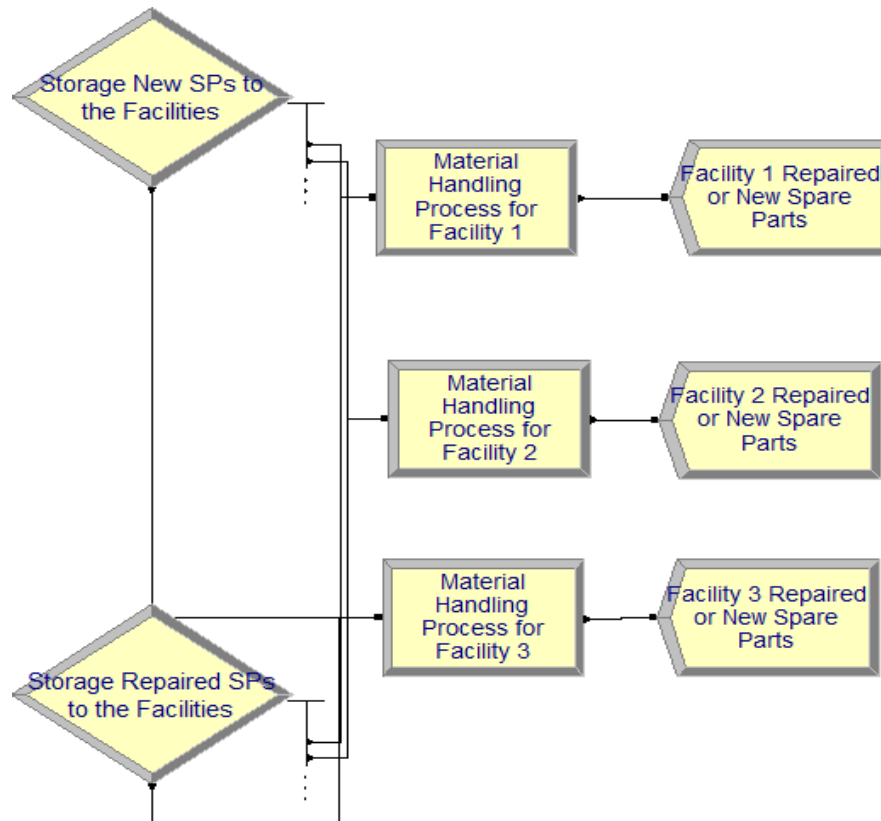 Storage New SPs to
the Facilities
Material
Handling
Process for
Facility 1
Facility 1 Repaired
or New Spare
Parts
Material
Handling
Process for
Facility 2
Facility 2 Repaired
or New Spare
Parts
Material
Handling
Process for
Facility 3
Facility 3 Repaired
or New Spare
Parts
Storage Repaired SPs
to the Facilities